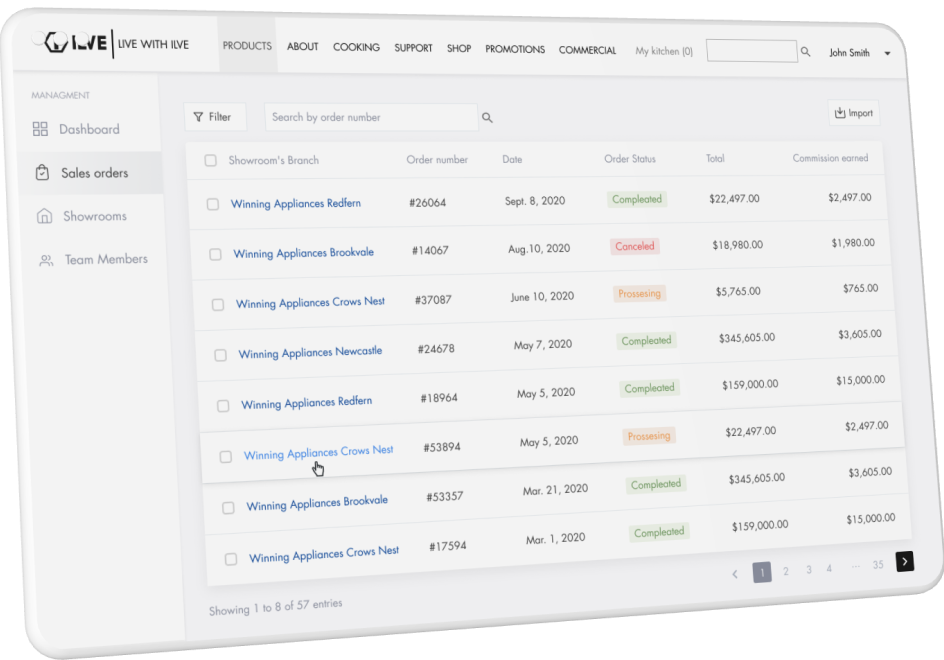 ILVE LIVE WITH ILVE PRODUCTS ABOUT COOKING SUPPORT SHOP PROMOTIONS COMMERCIAL My kitchen (0) John Smith
MANAGMENT
Dashboard
Sales orders
Showrooms
Team Members
Filter Search by order number Import
Showroom's Branch Order number Date Order Status Total Commission earned
Winning Appliances Redfern #26064 Sept. 8, 2020 Compleated $22,497.00 $2,497.00
Winning Appliances Brookvale #14067 Aug.10, 2020 Canceled $18,980.00 $1,980.00
Winning Appliances Crows Nest #37087 June 10, 2020 Prossesing $5,765.00 $765.00
Winning Appliances Newcastle #24678 May 7, 2020 Compleated $345,605.00 $3,605.00
Winning Appliances Redfern #18964 May 5, 2020 Compleated $159,000.00 $15,000.00
Winning Appliances Crows Nest #53894 May 5, 2020 Prossesing $22,497.00 $2,497.00
Winning Appliances Brookvale #53357 Mar. 21, 2020 Compleated $345,605.00 $3,605.00
Winning Appliances Crows Nest #17594 Mar. 1, 2020 Compleated $159,000.00 $15,000.00
Showing 1 to 8 of 57 entries < 1 2 3 4 ... 35 >